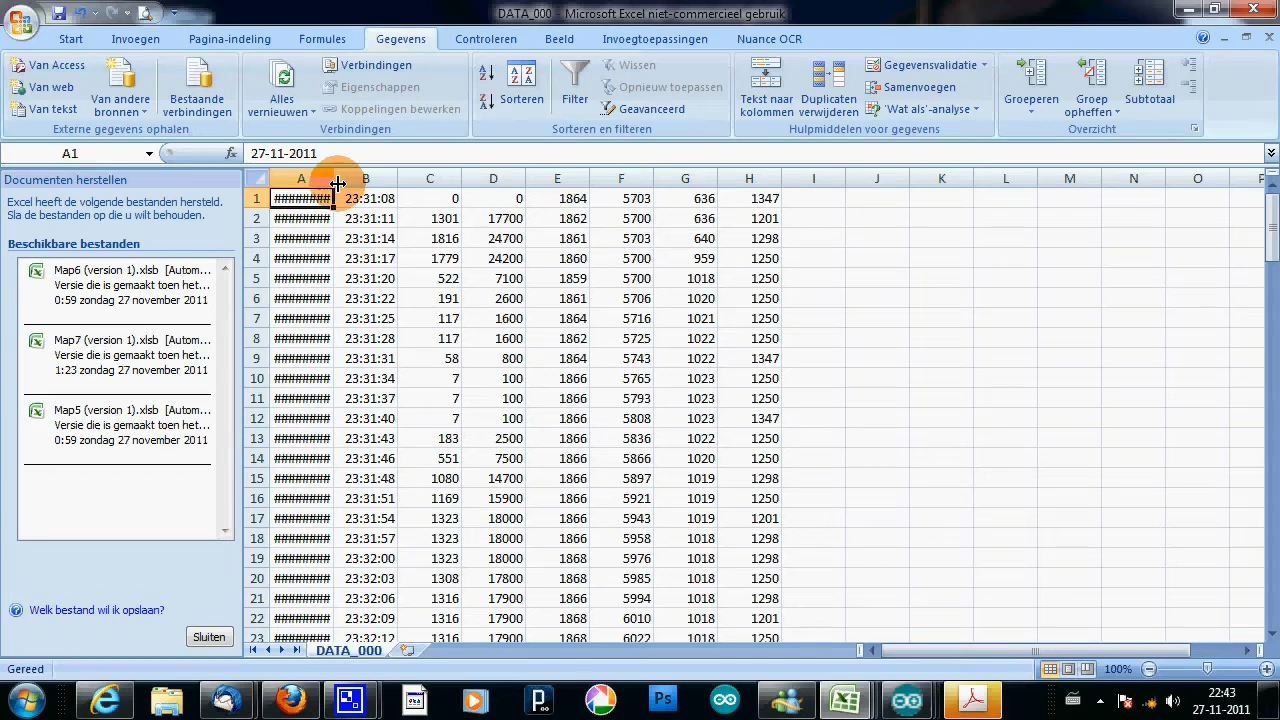 DATA_000 - Microsoft Excel niet-commercieel gebruik
Start Invoegen Pagina-indeling Formules Gegevens Controleren Beeld Invoegtoepassingen Nuance OCR
Van Access
Van web
Van tekst
Van andere bronnen
Bestaande verbindingen
Externe gegevens ophalen
Alles vernieuwen
Verbindingen
Eigenschappen
Koppelingen bewerken
Verbindingen
Sorteren
Filter
Wissen
Opnieuw toepassen
Geavanceerd
Sorteren en filteren
Tekst naar kolommen
Duplicaten verwijderen
Gegevensvalidatie
Samenvoegen
'Wat als'-analyse
Hulpmiddelen voor gegevens
Groeperen
Groep opheffen
Subtotaal
Overzicht
A1 fx 27-11-2011
Documenten herstellen
Excel heeft de volgende bestanden hersteld.
Sla de bestanden op die u wilt behouden.
Beschikbare bestanden
Map6 (version 1).xlsb [Autom...
Versie die is gemaakt toen het...
0:59 zondag 27 november 2011
Map7 (version 1).xlsb [Autom...
Versie die is gemaakt toen het...
1:23 zondag 27 november 2011
Map5 (version 1).xlsb [Autom...
Versie die is gemaakt toen het...
0:59 zondag 27 november 2011
Welk bestand wil ik opslaan?
Sluiten
A B C D E F G H I J K L M N O P
1 ######## 23:31:08 0 0 1864 5703 636 1347
2 ######## 23:31:11 1301 17700 1862 5700 636 1201
3 ######## 23:31:14 1816 24700 1861 5703 640 1298
4 ######## 23:31:17 1779 24200 1860 5700 959 1250
5 ######## 23:31:20 522 7100 1859 5700 1018 1250
6 ######## 23:31:22 191 2600 1861 5706 1020 1250
7 ######## 23:31:25 117 1600 1864 5716 1021 1250
8 ######## 23:31:28 117 1600 1862 5725 1022 1250
9 ######## 23:31:31 58 800 1864 5743 1022 1347
10 ######## 23:31:34 7 100 1866 5765 1023 1250
11 ######## 23:31:37 7 100 1866 5793 1023 1250
12 ######## 23:31:40 7 100 1866 5808 1023 1347
13 ######## 23:31:43 183 2500 1866 5836 1022 1250
14 ######## 23:31:46 551 7500 1866 5866 1020 1250
15 ######## 23:31:48 1080 14700 1866 5897 1019 1298
16 ######## 23:31:51 1169 15900 1866 5921 1019 1250
17 ######## 23:31:54 1323 18000 1866 5943 1019 1201
18 ######## 23:31:57 1323 18000 1866 5958 1018 1298
19 ######## 23:32:00 1323 18000 1868 5976 1018 1298
20 ######## 23:32:03 1308 17800 1868 5985 1018 1250
21 ######## 23:32:06 1316 17900 1868 5994 1018 1298
22 ######## 23:32:09 1316 17900 1868 6010 1018 1201
23 ######## 23:32:12 1316 17900 1868 6022 1018 1250
DATA_000
Gereed 100%
Ps
22:43
27-11-2011